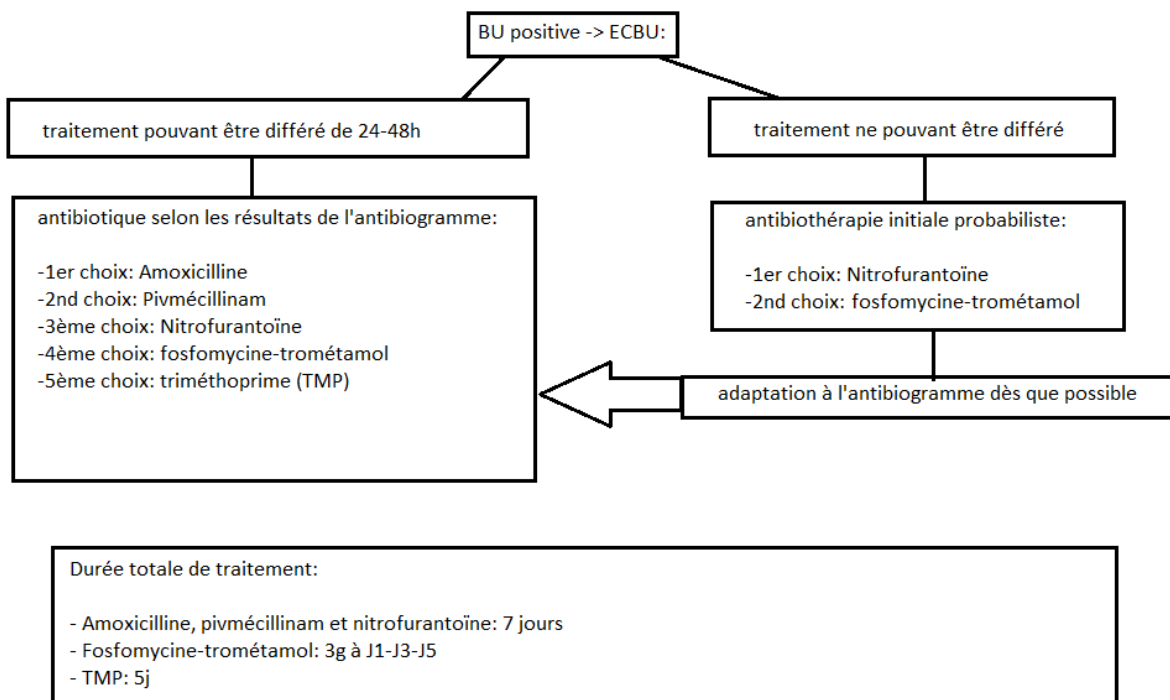 BU positive -> ECBU:
traitement pouvant être différé de 24-48h
traitement ne pouvant être différé
antibiotique selon les résultats de l'antibiogramme:
-1er choix: Amoxicilline
-2nd choix: Pivmécillinam
-3ème choix: Nitrofurantoïne
-4ème choix: fosfomycine-trométamol
-5ème choix: triméthoprime (TMP)
antibiothérapie initiale probabiliste:
-1er choix: Nitrofurantoïne
-2nd choix: fosfomycine-trométamol
adaptation à l'antibiogramme dès que possible
Durée totale de traitement:
- Amoxicilline, pivmécillinam et nitrofurantoïne: 7 jours
- Fosfomycine-trométamol: 3g à J1-J3-J5
- TMP: 5j